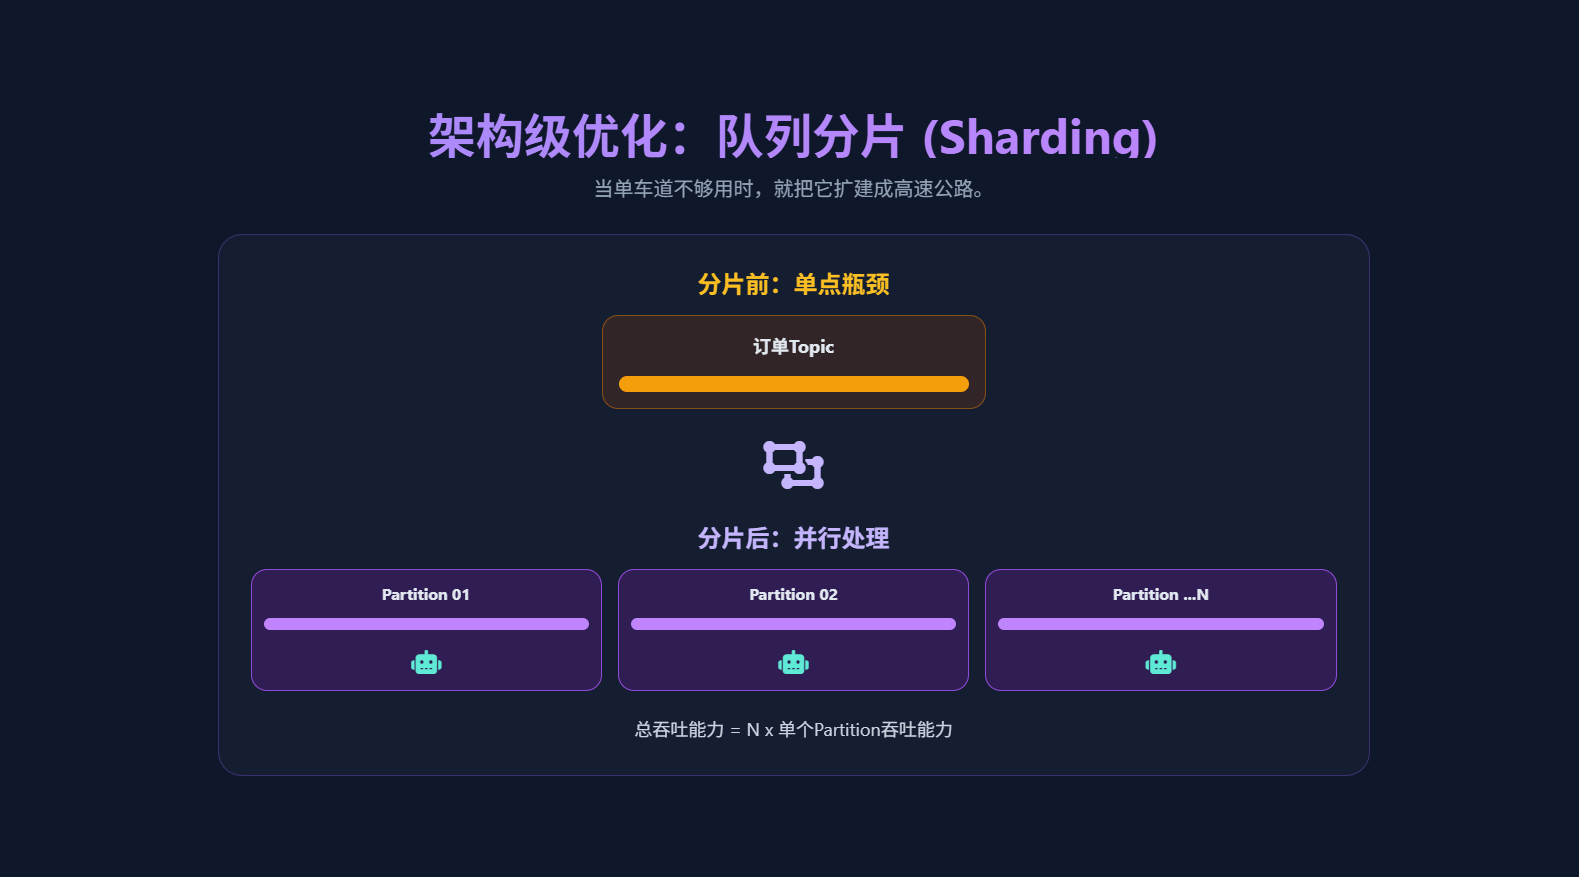 架构级优化：队列分片 (Sharding)
当单车道不够用时，就把它扩建成高速公路。
分片前：单点瓶颈
订单Topic
分片后：并行处理
Partition 01
Partition 02
Partition ...N
总吞吐能力 = N x 单个Partition吞吐能力